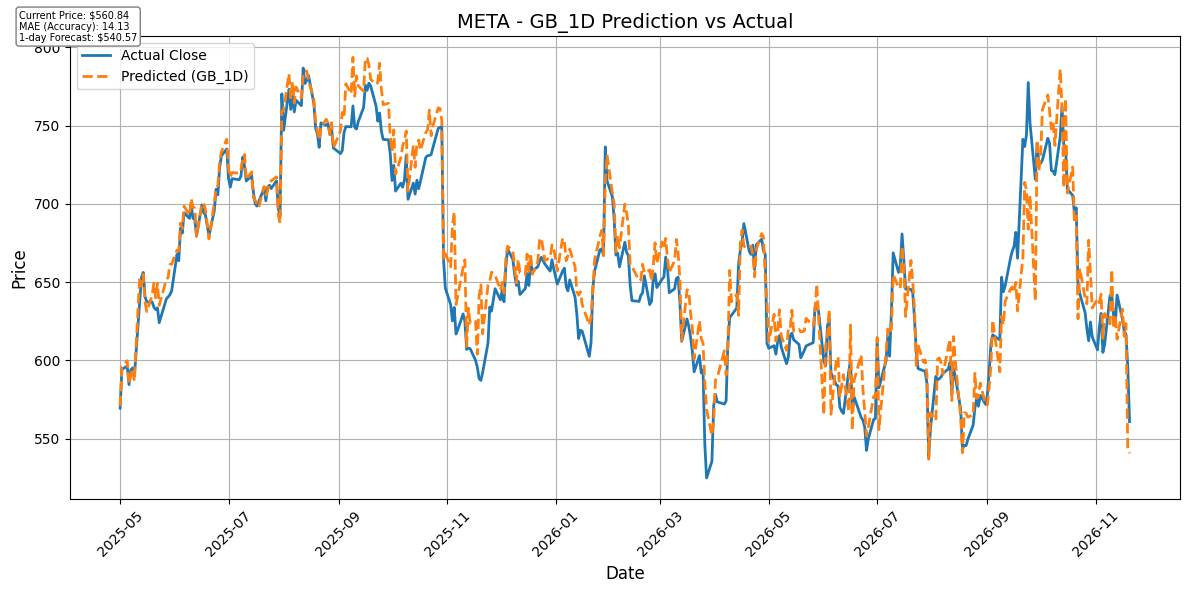 META - GB_1D Prediction vs Actual
Current Price: $560.84
MAE (Accuracy): 14.13
1-day Forecast: $540.57
Actual Close
Predicted (GB_1D)
Price
800
750
700
650
600
550
2025-05
2025-07
2025-09
2025-11
2026-01
2026-03
2026-05
2026-07
2026-09
2026-11
Date